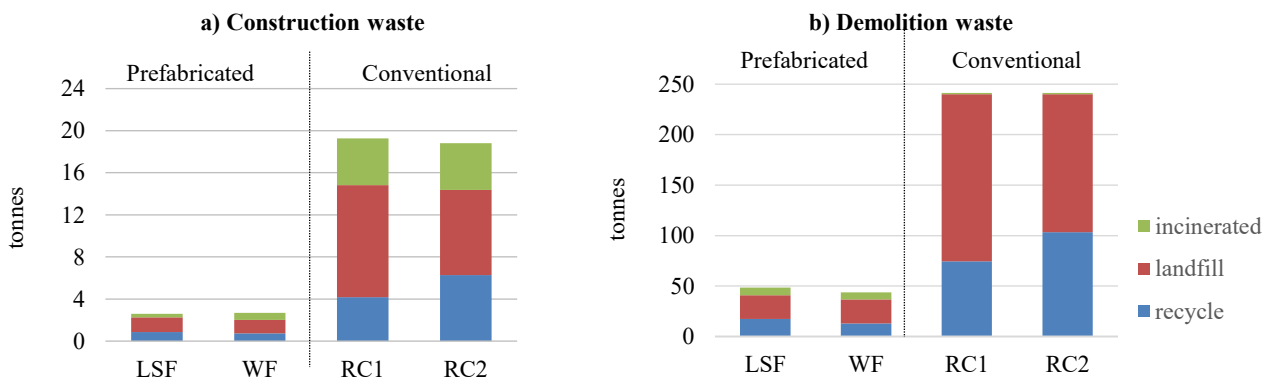 a) Construction waste
Prefabricated
Conventional
24
20
16
12
8
4
0
tonnes
LSF
WF
RC1
RC2
b) Demolition waste
Prefabricated
Conventional
250
200
150
100
50
0
tonnes
LSF
WF
RC1
RC2
incinerated
landfill
recycle